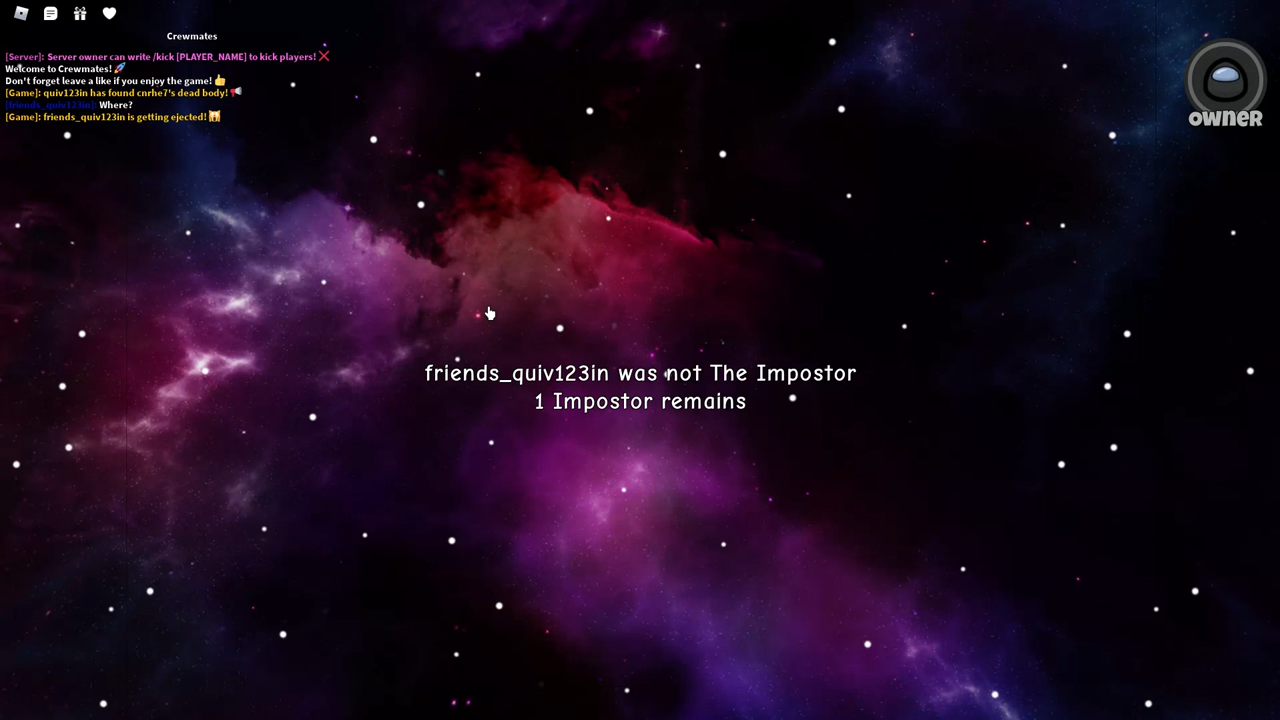 Crewmates
[Server]: Server owner can write /kick [PLAYER_NAME] to kick players! ❌
Welcome to Crewmates! 🚀
Don't forget leave a like if you enjoy the game! 👍
[Game]: quiv123in has found cnrhe7's dead body! 📢
[friends_quiv123in]: Where?
[Game]: friends_quiv123in is getting ejected! 🙀
OWNER
friends_quiv123in was not The Impostor
1 Impostor remains